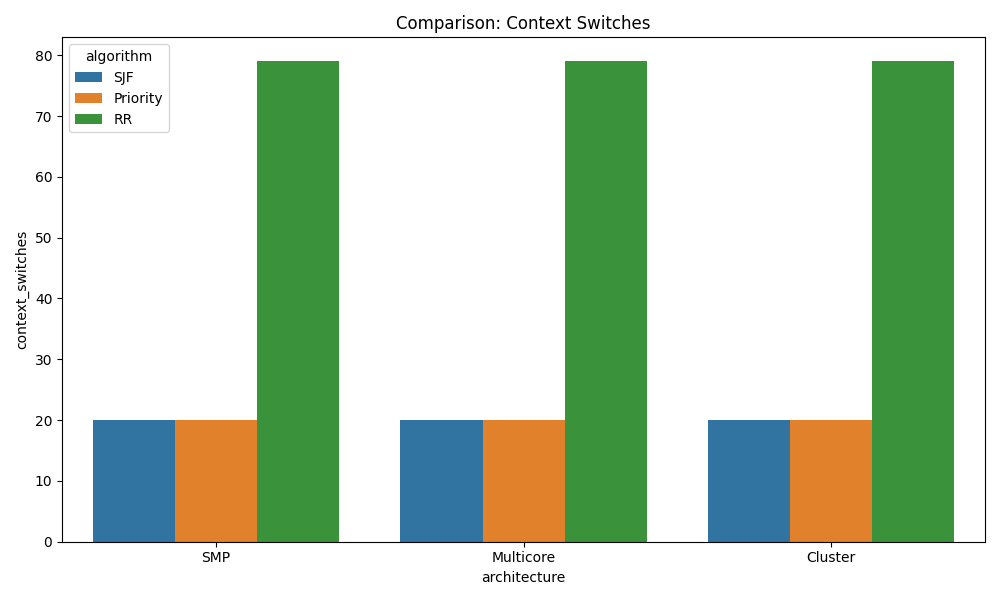 Comparison: Context Switches
algorithm
SJF
Priority
RR
context_switches
80
70
60
50
40
30
20
10
0
SMP
Multicore
Cluster
architecture